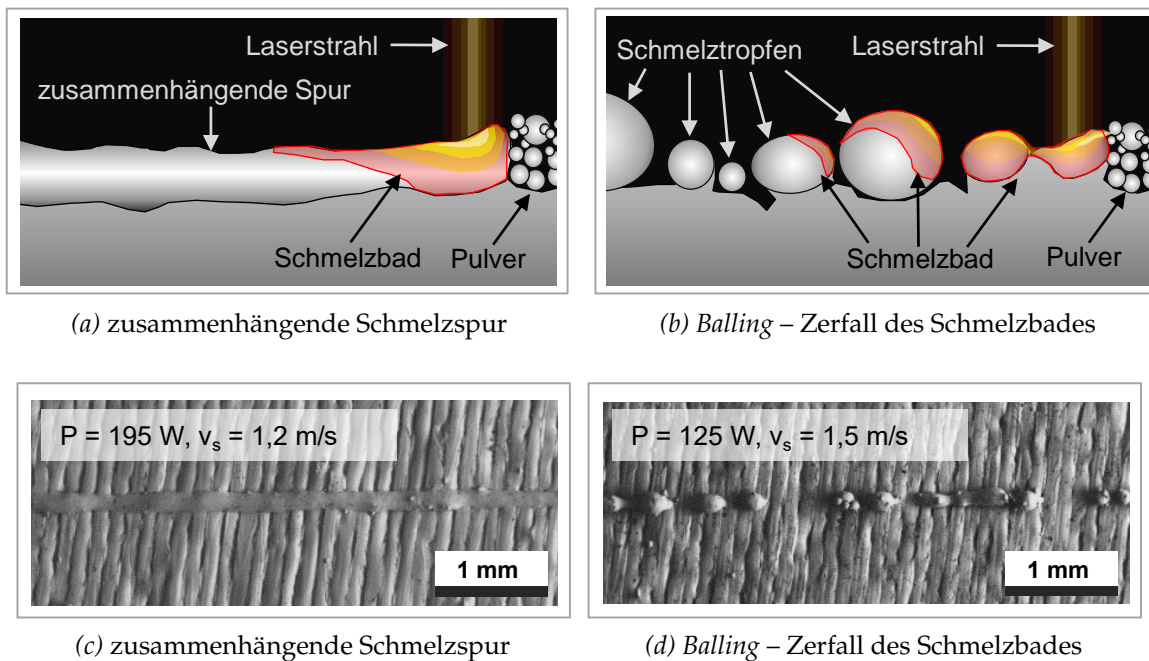 Laserstrahl
zusammenhängende Spur
Schmelzbad
Pulver
Schmelztropfen
Laserstrahl
Schmelzbad
Pulver
(a) zusammenhängende Schmelzspur
(b) Balling – Zerfall des Schmelzbades
P = 195 W, vs = 1,2 m/s
1 mm
P = 125 W, vs = 1,5 m/s
1 mm
(c) zusammenhängende Schmelzspur
(d) Balling – Zerfall des Schmelzbades